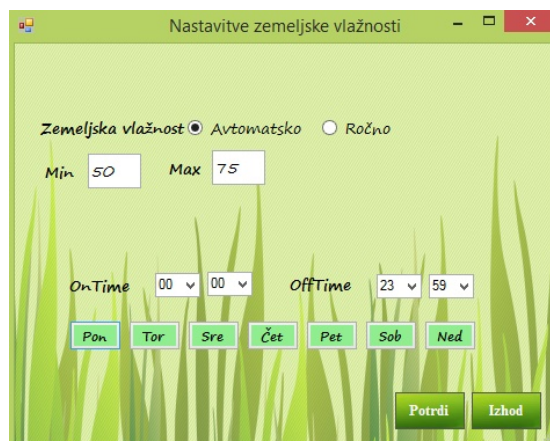 Nastavitve zemeljske vlažnosti
Zemeljska vlažnost Avtomatsko Ročno
Min 50 Max 75
OnTime 00 00 OffTime 23 59
Pon Tor Sre Čet Pet Sob Ned
Potrdi Izhod